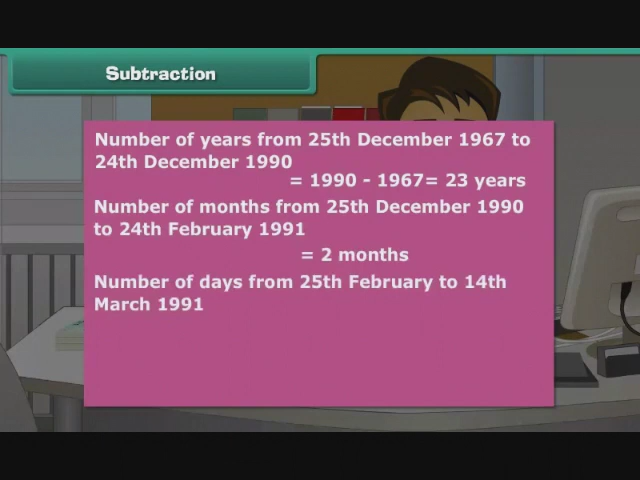 Subtraction
Number of years from 25th December 1967 to
24th December 1990
= 1990 - 1967= 23 years
Number of months from 25th December 1990
to 24th February 1991
= 2 months
Number of days from 25th February to 14th
March 1991